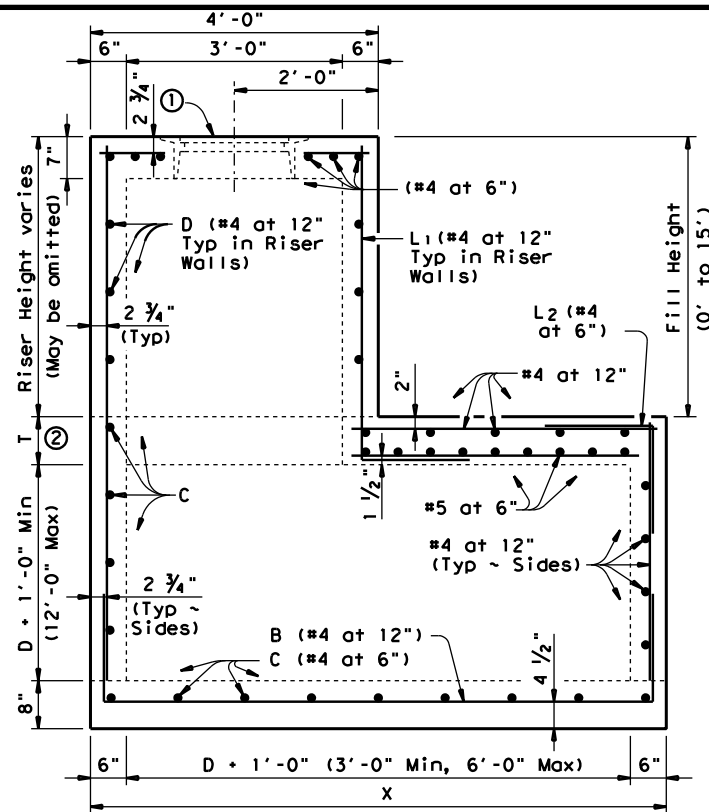 4'-0"
6"
3'-0"
6"
2'-0"
2 ¾"
①
7"
(#4 at 6")
Riser Height varies
(May be omitted)
D (#4 at 12"
Typ in Riser
Walls)
L1 (#4 at 12"
Typ in Riser
Walls)
Fill Height
(0' to 15')
2 ¾"
(Typ)
L2 (#4
at 6")
2"
#4 at 12"
T ②
C
1 ½"
#5 at 6"
#4 at 12"
(Typ ~ Sides)
D + 1'-0" Min
(12'-0" Max)
2 ¾"
(Typ ~
Sides)
B (#4 at 12")
C (#4 at 6")
4 ½"
8"
6"
D + 1'-0" (3'-0" Min, 6'-0" Max)
6"
X